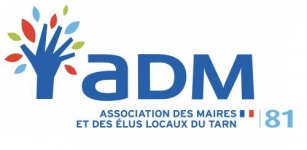 aDM
ASSOCIATION DES MAIRES
ET DES ÉLUS LOCAUX DU TARN
81